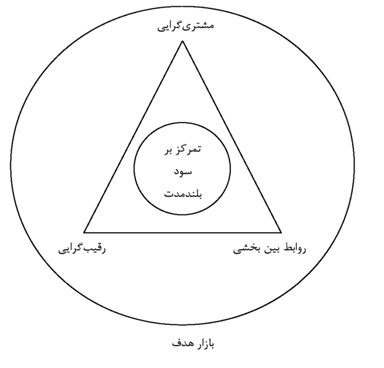 مشتری‌گرایی
تمرکز بر
سود
بلندمدت
روابط بین بخشی
رقیب‌گرایی
بازار هدف